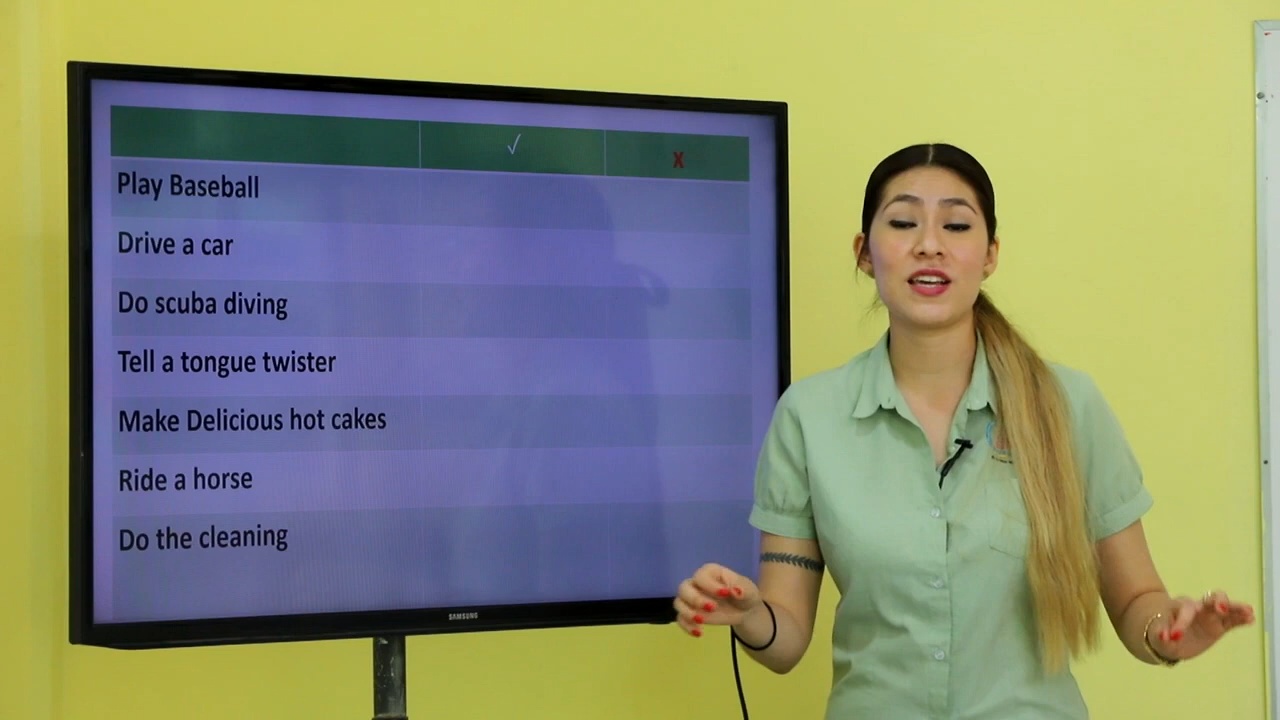 √ X
Play Baseball
Drive a car
Do scuba diving
Tell a tongue twister
Make Delicious hot cakes
Ride a horse
Do the cleaning
SAMSUNG